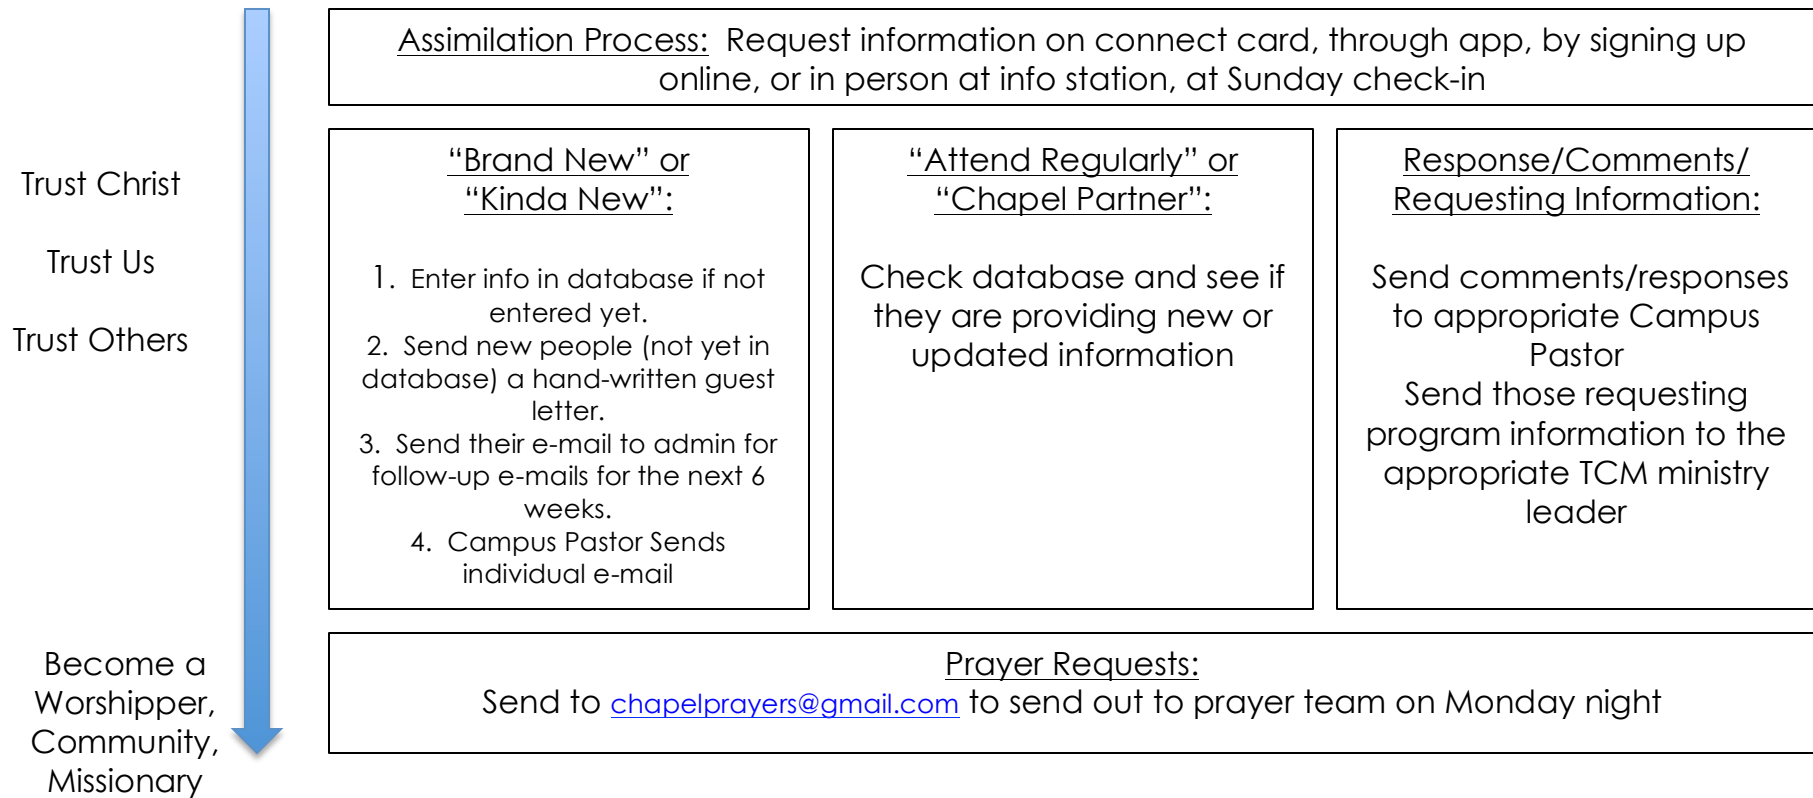 Assimilation Process:  Request information on connect card, through app, by signing up
online, or in person at info station, at Sunday check-in
Trust Christ
Trust Us
Trust Others
Become a
Worshipper,
Community,
Missionary
“Brand New” or
“Kinda New”:
1.  Enter info in database if not
entered yet.
2.  Send new people (not yet in
database) a hand-written guest
letter.
3.  Send their e-mail to admin for
follow-up e-mails for the next 6
weeks.
4.  Campus Pastor Sends
individual e-mail
“Attend Regularly” or
“Chapel Partner”:
Check database and see if
they are providing new or
updated information
Response/Comments/
Requesting Information:
Send comments/responses
to appropriate Campus
Pastor
Send those requesting
program information to the
appropriate TCM ministry
leader
Prayer Requests:
Send to chapelprayers@gmail.com to send out to prayer team on Monday night